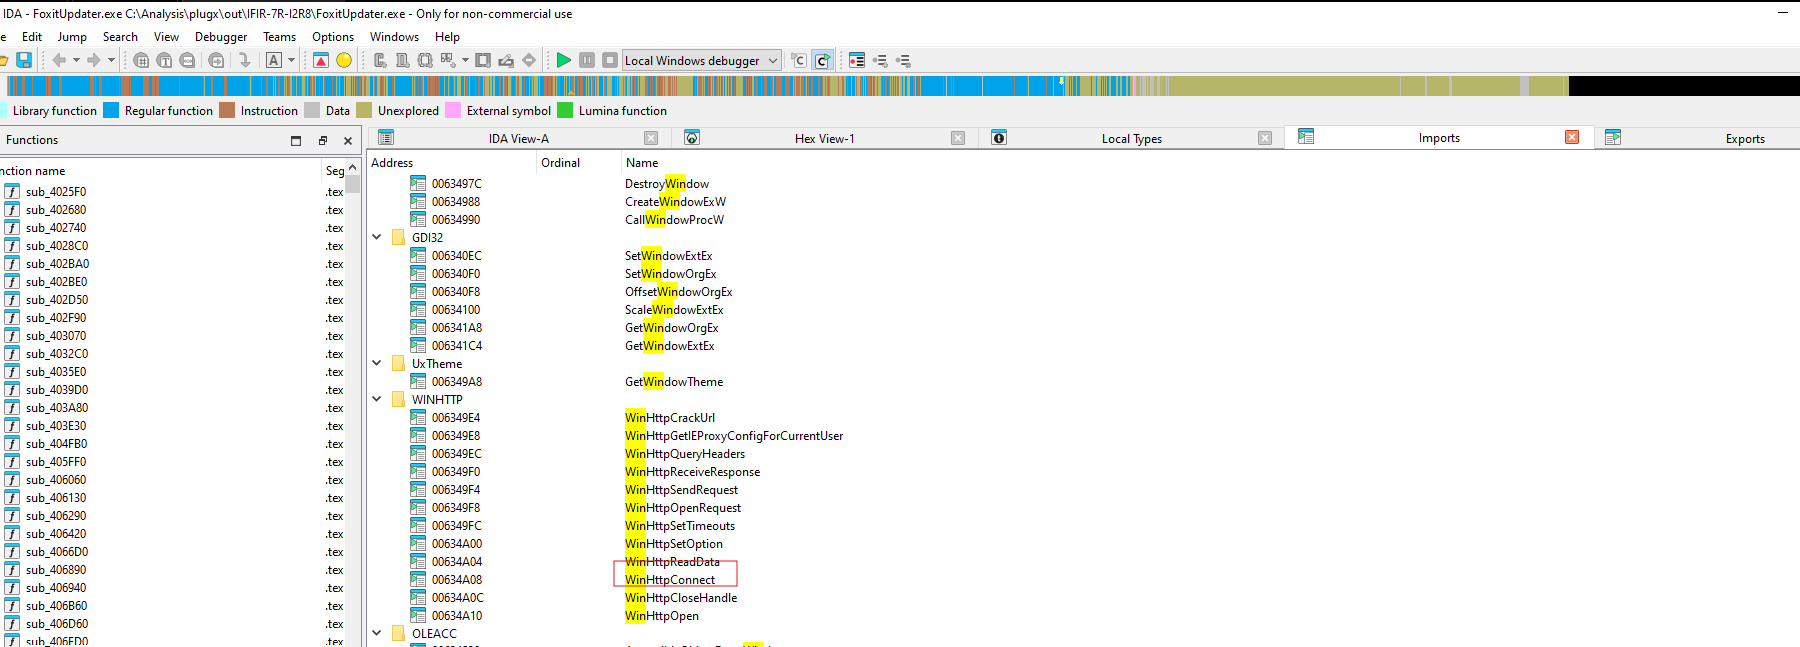 IDA - FoxitUpdater.exe C:\Analysis\plugx\out\IFIR-7R-I2R8\FoxitUpdater.exe - Only for non-commercial use
e Edit Jump Search View Debugger Teams Options Windows Help
A Local Windows debugger
Library function Regular function Instruction Data Unexplored External symbol Lumina function
Functions IDA View-A Hex View-1 Local Types Imports Exports
nction name Seg
Address Ordinal Name
sub_4025F0 .tex
sub_402680 .tex
sub_402740 .tex
sub_4028C0 .tex
sub_402BA0 .tex
sub_402BE0 .tex
sub_402D50 .tex
sub_402F90 .tex
sub_403070 .tex
sub_4032C0 .tex
sub_4035E0 .tex
sub_4039D0 .tex
sub_403A80 .tex
sub_403E30 .tex
sub_404FB0 .tex
sub_405FF0 .tex
sub_406060 .tex
sub_406130 .tex
sub_406290 .tex
sub_406420 .tex
sub_4066D0 .tex
sub_406890 .tex
sub_406940 .tex
sub_406B60 .tex
sub_406D60 .tex
sub_406FD0 .tex
0063497C DestroyWindow
00634988 CreateWindowExW
00634990 CallWindowProcW
GDI32
006340EC SetWindowExtEx
006340F0 SetWindowOrgEx
006340F8 OffsetWindowOrgEx
00634100 ScaleWindowExtEx
006341A8 GetWindowOrgEx
006341C4 GetWindowExtEx
UxTheme
006349A8 GetWindowTheme
WINHTTP
006349E4 WinHttpCrackUrl
006349E8 WinHttpGetIEProxyConfigForCurrentUser
006349EC WinHttpQueryHeaders
006349F0 WinHttpReceiveResponse
006349F4 WinHttpSendRequest
006349F8 WinHttpOpenRequest
006349FC WinHttpSetTimeouts
00634A00 WinHttpSetOption
00634A04 WinHttpReadData
00634A08 WinHttpConnect
00634A0C WinHttpCloseHandle
00634A10 WinHttpOpen
OLEACC